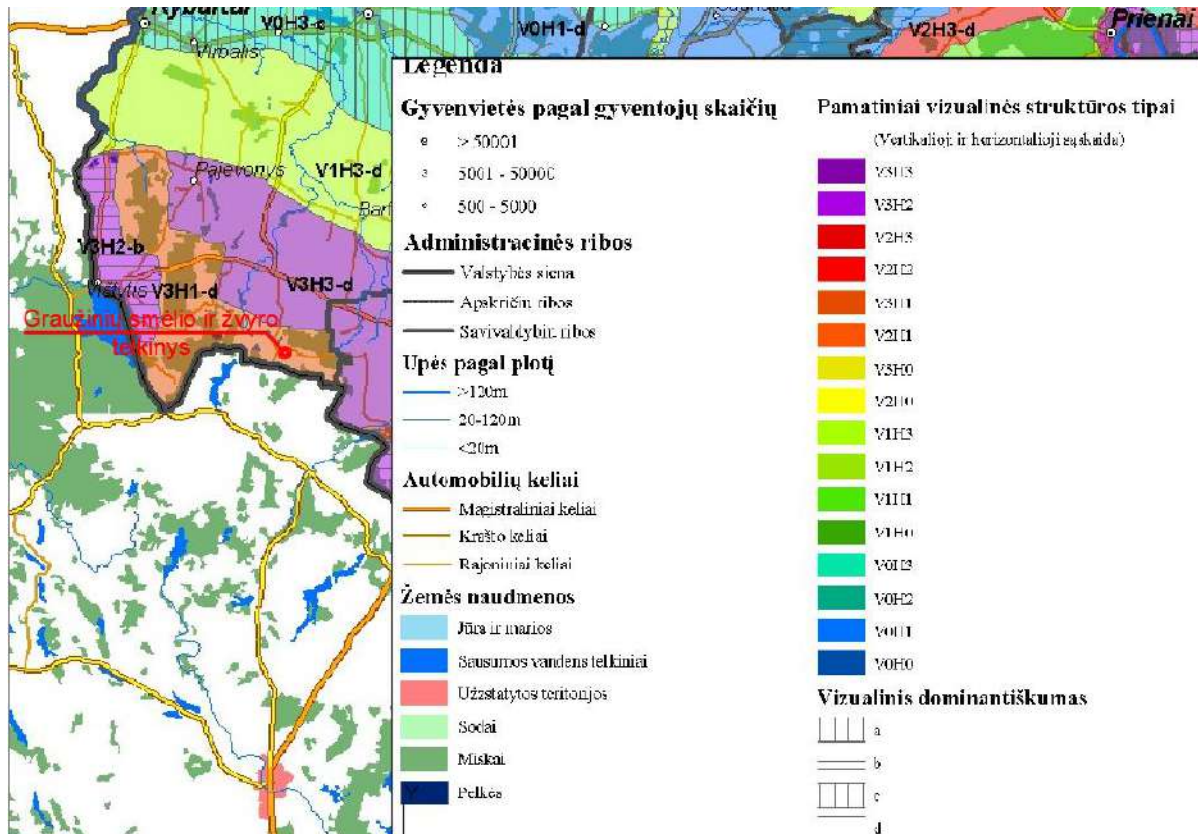 Kybartai
V0H3-c
V0H1-d
V2H3-d
Prienai
Virbalis
Pajevonys
V1H3-d
V3H2-b
Vištytis
V3H1-d
V3H3-d
Graužinių smėlio ir žvyro
telkinys
Legenda
Gyvenvietės pagal gyventojų skaičių
> 50001
5001 - 50000
500 - 5000
Administracinės ribos
Valstybės siena
Apskričių ribos
Savivaldybių ribos
Upės pagal plotį
>120m
20-120m
<20m
Automobilių keliai
Magistraliniai keliai
Krašto keliai
Rajoniniai keliai
Žemės naudmenos
Jūra ir marios
Sausumos vandens telkiniai
Užstatytos teritorijos
Sodai
Miškai
Pelkės
Pamatiniai vizualinės struktūros tipai
(Vertikalioji ir horizontalioji sąskaida)
V3H3
V3H2
V2H3
V2H2
V3H1
V2H1
V3H0
V2H0
V1H3
V1H2
V1H1
V1H0
V0H3
V0H2
V0H1
V0H0
Vizualinis dominantiškumas
a
b
c
d